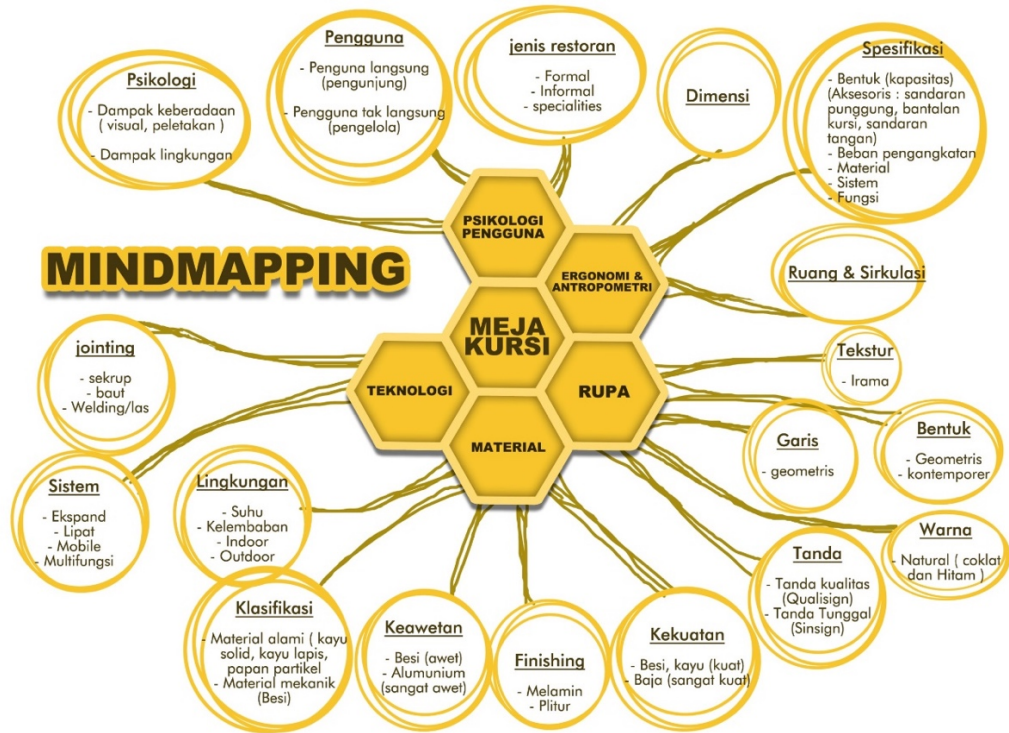 Psikologi
- Dampak keberadaan
( visual, peletakan )
- Dampak lingkungan
Pengguna
- Penguna langsung
(pengunjung)
- Pengguna tak langsung
(pengelola)
jenis restoran
- Formal
- Informal
- specialities
Dimensi
Spesifikasi
- Bentuk (kapasitas)
(Aksesoris : sandaran
punggung, bantalan
kursi, sandaran
tangan)
- Beban pengangkatan
- Material
- Sistem
- Fungsi
MINDMAPPING
PSIKOLOGI
PENGGUNA
ERGONOMI &
ANTROPOMETRI
MEJA
KURSI
TEKNOLOGI
RUPA
MATERIAL
Ruang & Sirkulasi
Tekstur
- Irama
jointing
- sekrup
- baut
- Welding/las
Garis
- geometris
Bentuk
- Geometris
- kontemporer
Sistem
- Ekspand
- Lipat
- Mobile
- Multifungsi
Lingkungan
- Suhu
- Kelembaban
- Indoor
- Outdoor
Warna
- Natural ( coklat
dan Hitam )
Tanda
- Tanda kualitas
(Qualisign)
- Tanda Tunggal
(Sinsign)
Klasifikasi
- Material alami ( kayu
solid, kayu lapis,
papan partikel
- Material mekanik
(Besi)
Keawetan
- Besi (awet)
- Alumunium
(sangat awet)
Finishing
- Melamin
- Plitur
Kekuatan
- Besi, kayu (kuat)
- Baja (sangat kuat)